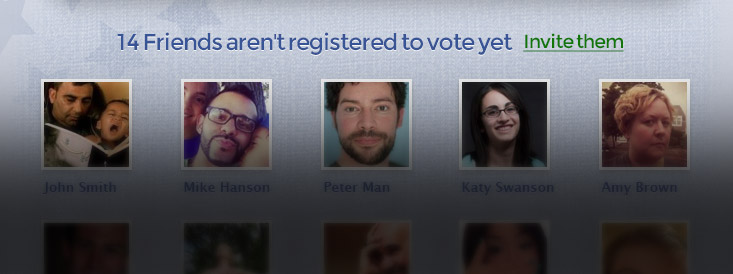 14 Friends aren't registered to vote yet Invite them
John Smith Mike Hanson Peter Man Katy Swanson Amy Brown